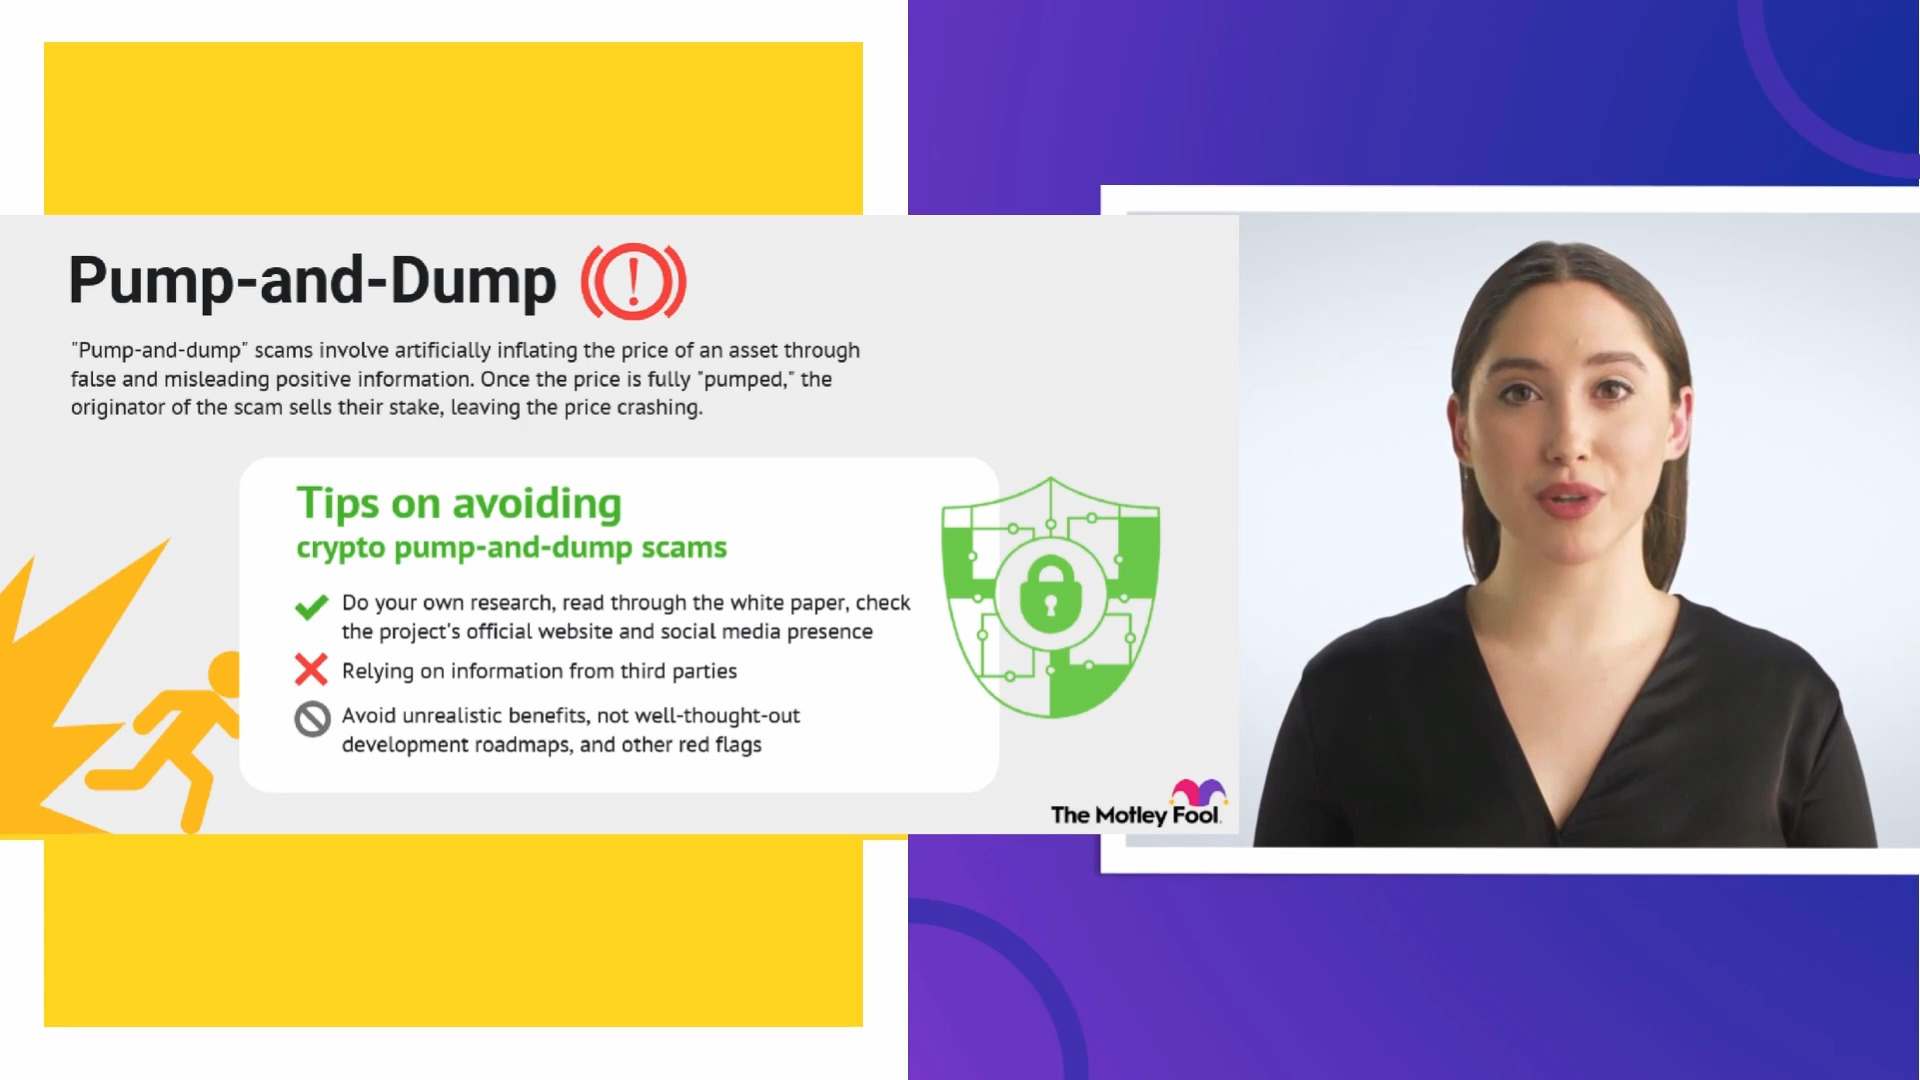 Pump-and-Dump
"Pump-and-dump" scams involve artificially inflating the price of an asset through
false and misleading positive information. Once the price is fully "pumped," the
originator of the scam sells their stake, leaving the price crashing.
Tips on avoiding
crypto pump-and-dump scams
Do your own research, read through the white paper, check
the project's official website and social media presence
Relying on information from third parties
Avoid unrealistic benefits, not well-thought-out
development roadmaps, and other red flags
The Motley Fool.